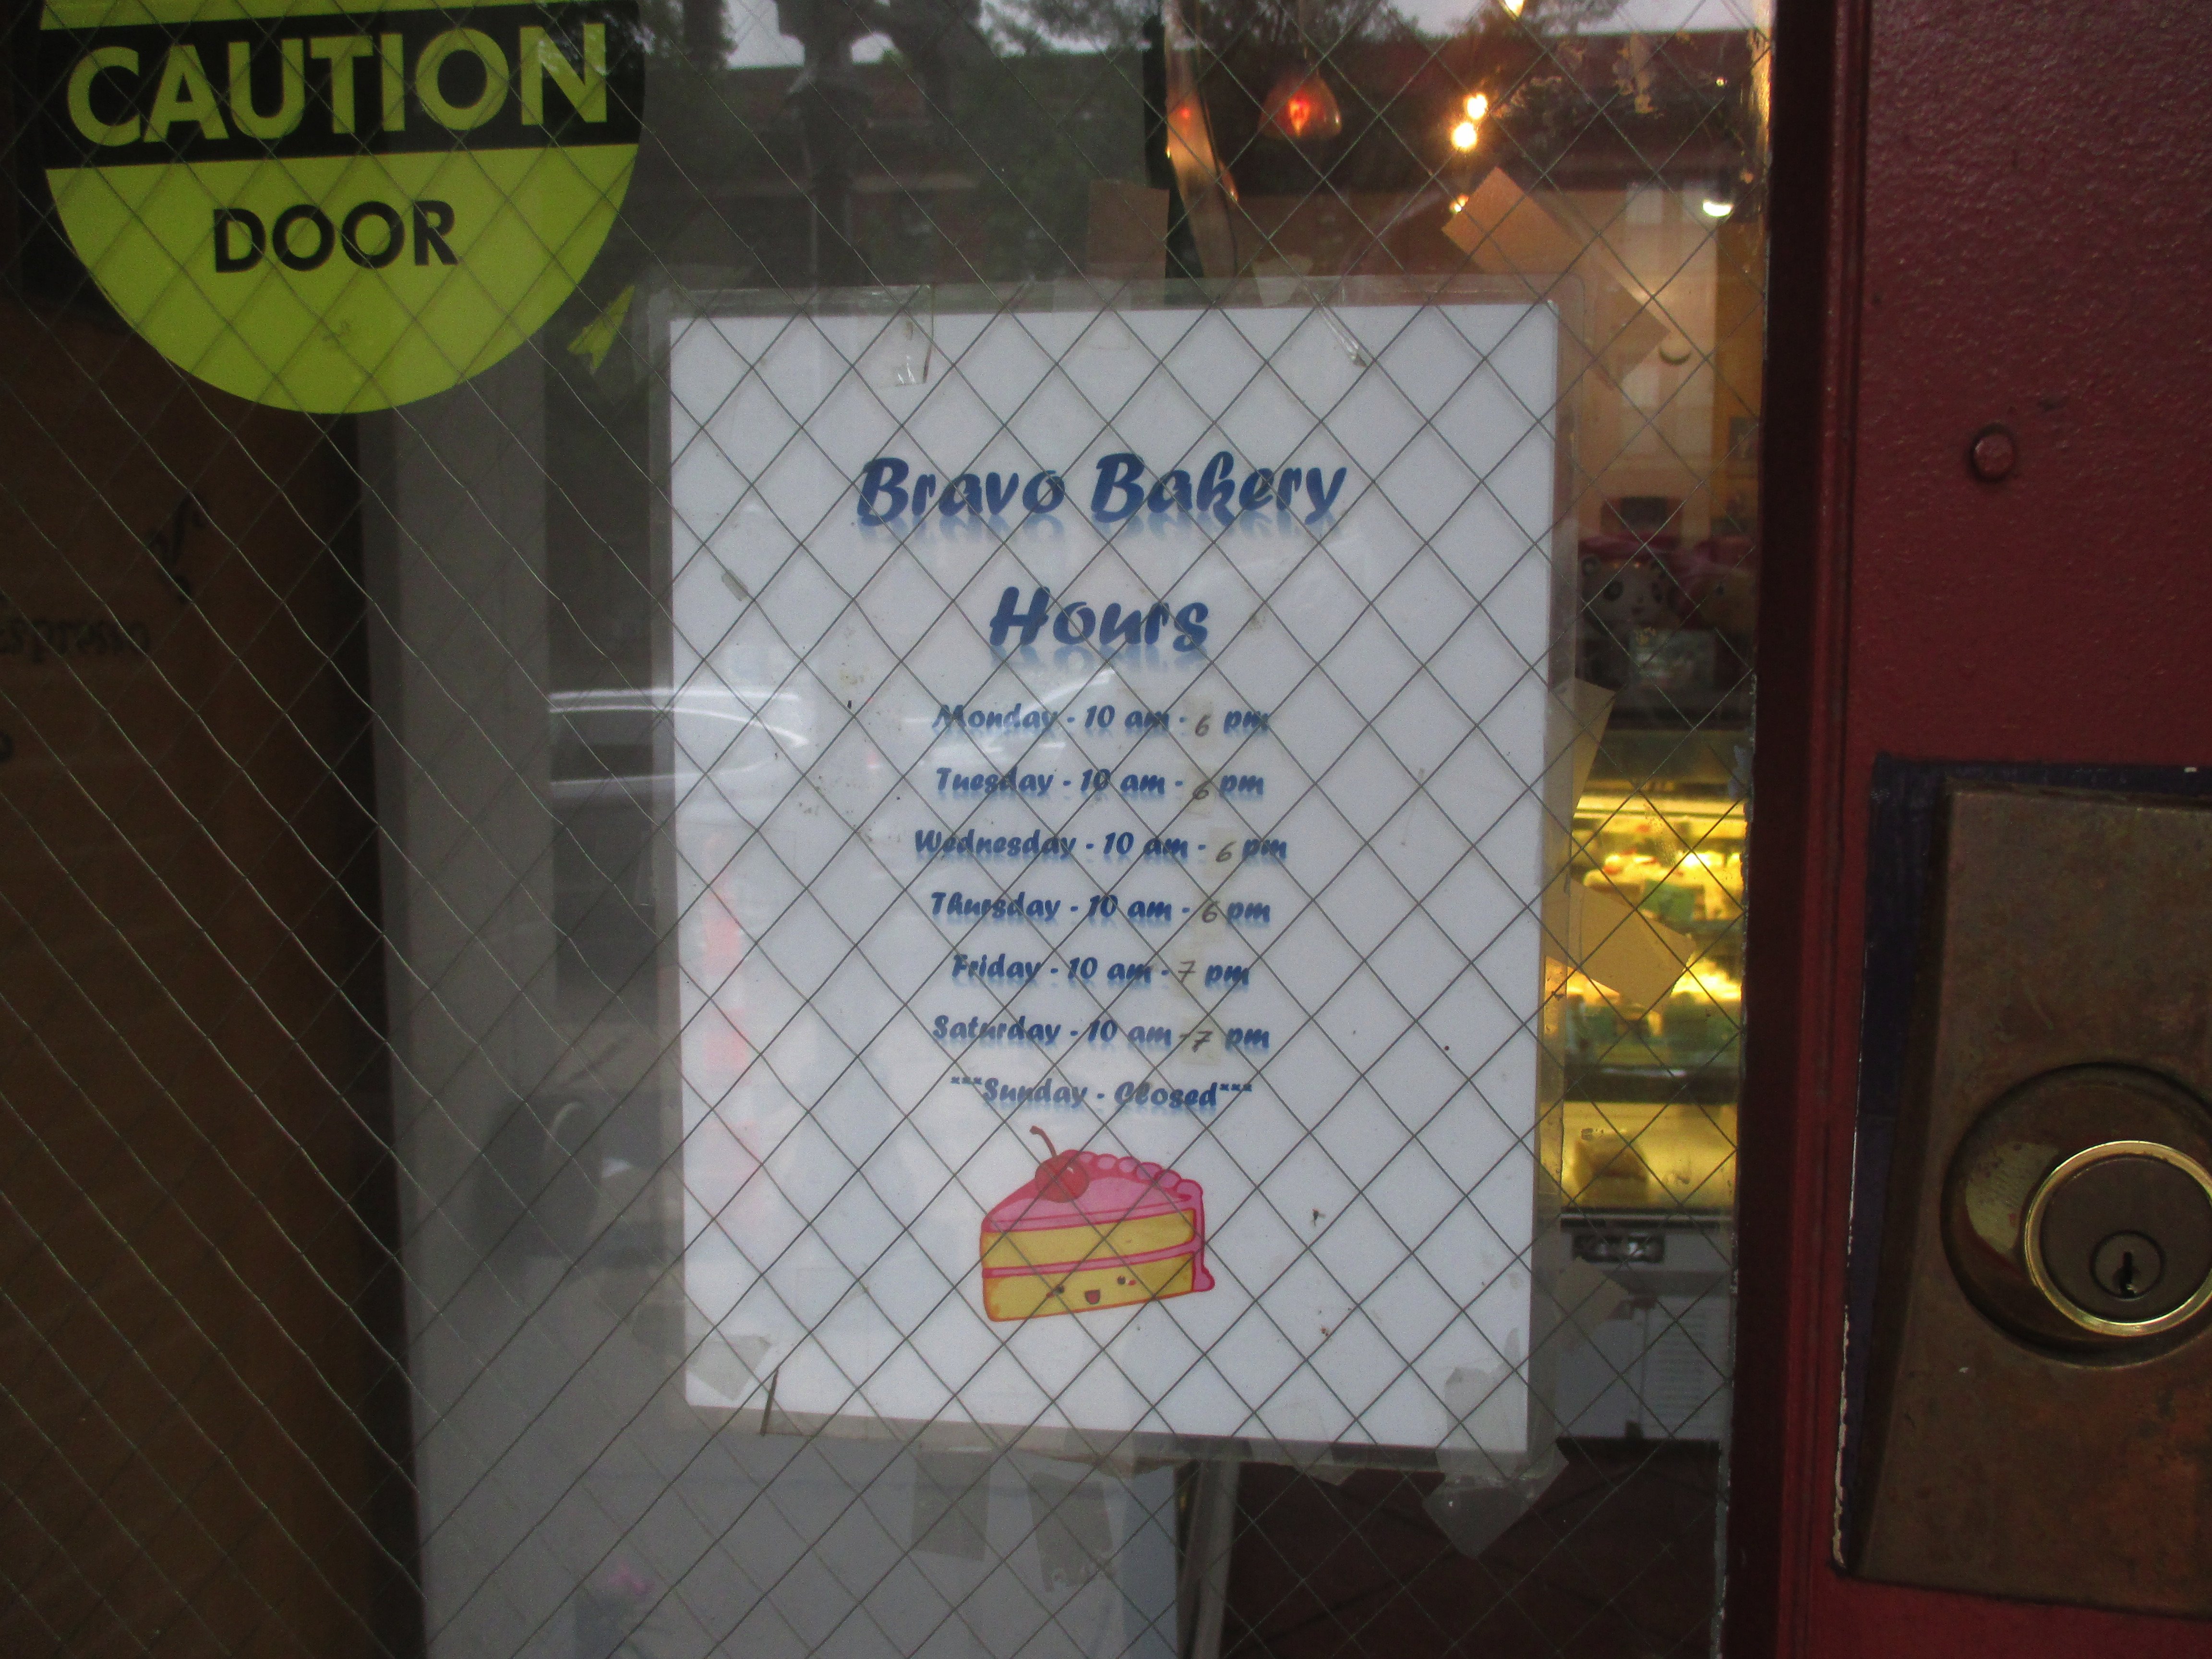 CAUTION
DOOR
Bravo Bakery
Hours
Monday - 10 am - 6 pm
Tuesday - 10 am - 6 pm
Wednesday - 10 am - 6 pm
Thursday - 10 am - 6 pm
Friday - 10 am - 7 pm
Saturday - 10 am - 7 pm
***Sunday - Closed***